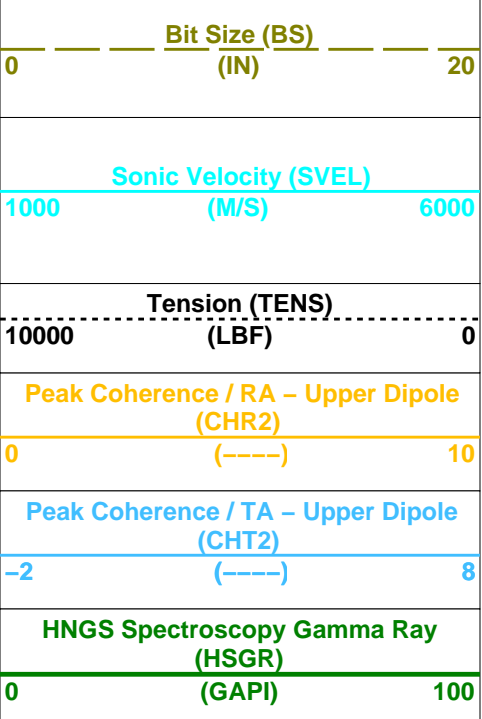 Bit Size (BS)
0 (IN) 20
Sonic Velocity (SVEL)
1000 (M/S) 6000
Tension (TENS)
10000 (LBF) 0
Peak Coherence / RA – Upper Dipole
(CHR2)
0 (––––) 10
Peak Coherence / TA – Upper Dipole
(CHT2)
–2 (––––) 8
HNGS Spectroscopy Gamma Ray
(HSGR)
0 (GAPI) 100